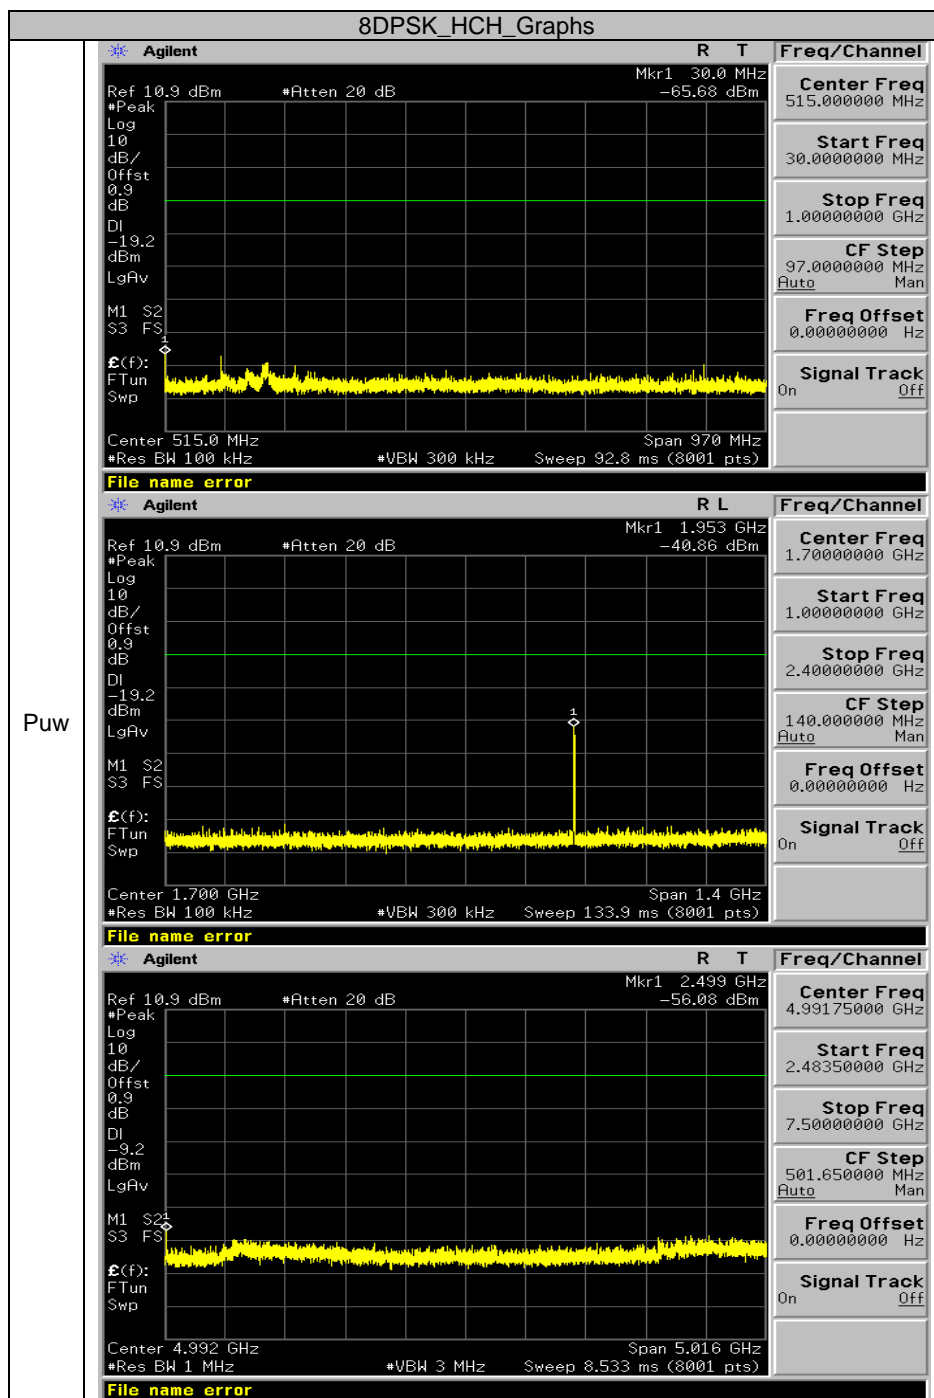 8DPSK_HCH_Graphs
Puw
Agilent R T Freq/Channel
Mkr1 30.0 MHz
Ref 10.9 dBm #Atten 20 dB -65.68 dBm
#Peak
Log
10
dB/
Offst
0.9
dB
DI
-19.2
dBm
LgAv
M1 S2
S3 FS
1
£(f):
FTun
Swp
Center 515.0 MHz Span 970 MHz
#Res BW 100 kHz #VBW 300 kHz Sweep 92.8 ms (8001 pts)
File name error
Center Freq
515.000000 MHz
Start Freq
30.0000000 MHz
Stop Freq
1.00000000 GHz
CF Step
97.0000000 MHz
Auto Man
Freq Offset
0.00000000 Hz
Signal Track
On Off
Agilent R L Freq/Channel
Mkr1 1.953 GHz
Ref 10.9 dBm #Atten 20 dB -40.86 dBm
#Peak
Log
10
dB/
Offst
0.9
dB
DI
-19.2
dBm
LgAv
1
M1 S2
S3 FS
£(f):
FTun
Swp
Center 1.700 GHz Span 1.4 GHz
#Res BW 100 kHz #VBW 300 kHz Sweep 133.9 ms (8001 pts)
File name error
Center Freq
1.70000000 GHz
Start Freq
1.00000000 GHz
Stop Freq
2.40000000 GHz
CF Step
140.000000 MHz
Auto Man
Freq Offset
0.00000000 Hz
Signal Track
On Off
Agilent R T Freq/Channel
Mkr1 2.499 GHz
Ref 10.9 dBm #Atten 20 dB -56.08 dBm
#Peak
Log
10
dB/
Offst
0.9
dB
DI
-9.2
dBm
LgAv
M1 S2 1
S3 FS
£(f):
FTun
Swp
Center 4.992 GHz Span 5.016 GHz
#Res BW 1 MHz #VBW 3 MHz Sweep 8.533 ms (8001 pts)
File name error
Center Freq
4.99175000 GHz
Start Freq
2.48350000 GHz
Stop Freq
7.50000000 GHz
CF Step
501.650000 MHz
Auto Man
Freq Offset
0.00000000 Hz
Signal Track
On Off